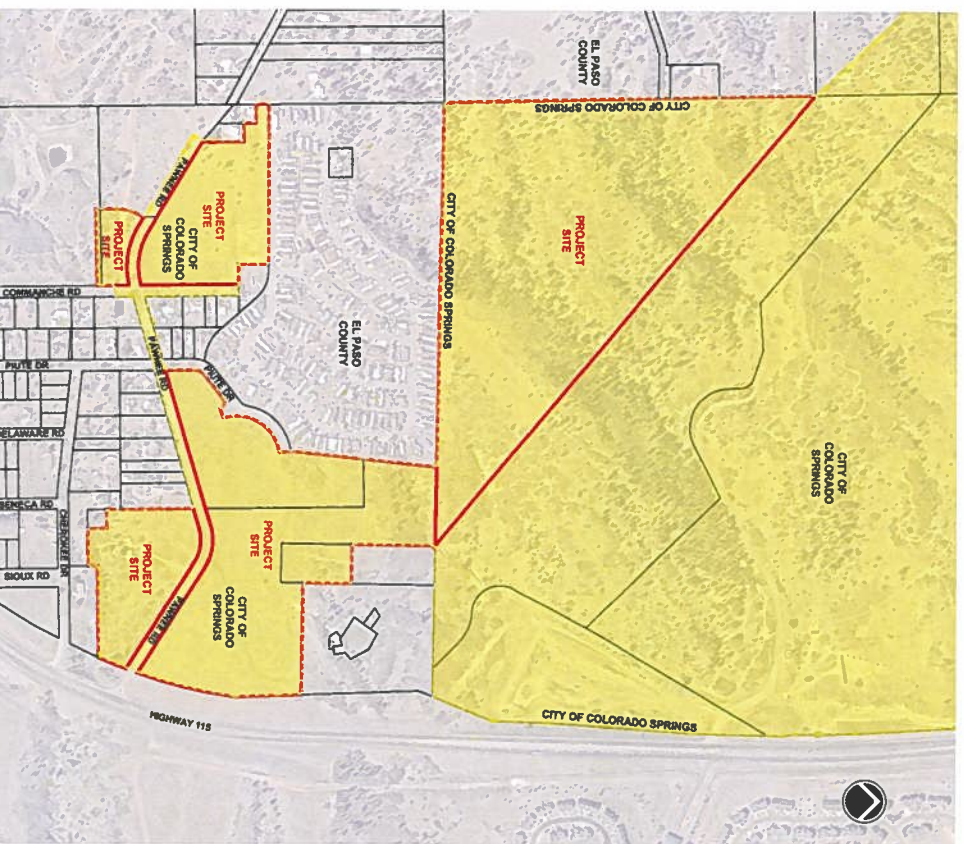 EL PASO
COUNTY
CITY OF COLORADO SPRINGS
PAWNEE RD
PROJECT
SITE
CITY OF
COLORADO
SPRINGS
PROJECT
SITE
CITY OF COLORADO SPRINGS
PROJECT
SITE
COMMANCHE RD
EL PASO
COUNTY
PAWNEE RD
PIUTE DR
PIUTE DR
CITY OF
COLORADO
SPRINGS
ELAWARE RD
SENECA RD
CHEROKEE DR
SIOUX RD
PROJECT
SITE
PROJECT
SITE
CITY OF
COLORADO
SPRINGS
PAWNEE RD
HIGHWAY 115
CITY OF COLORADO SPRINGS